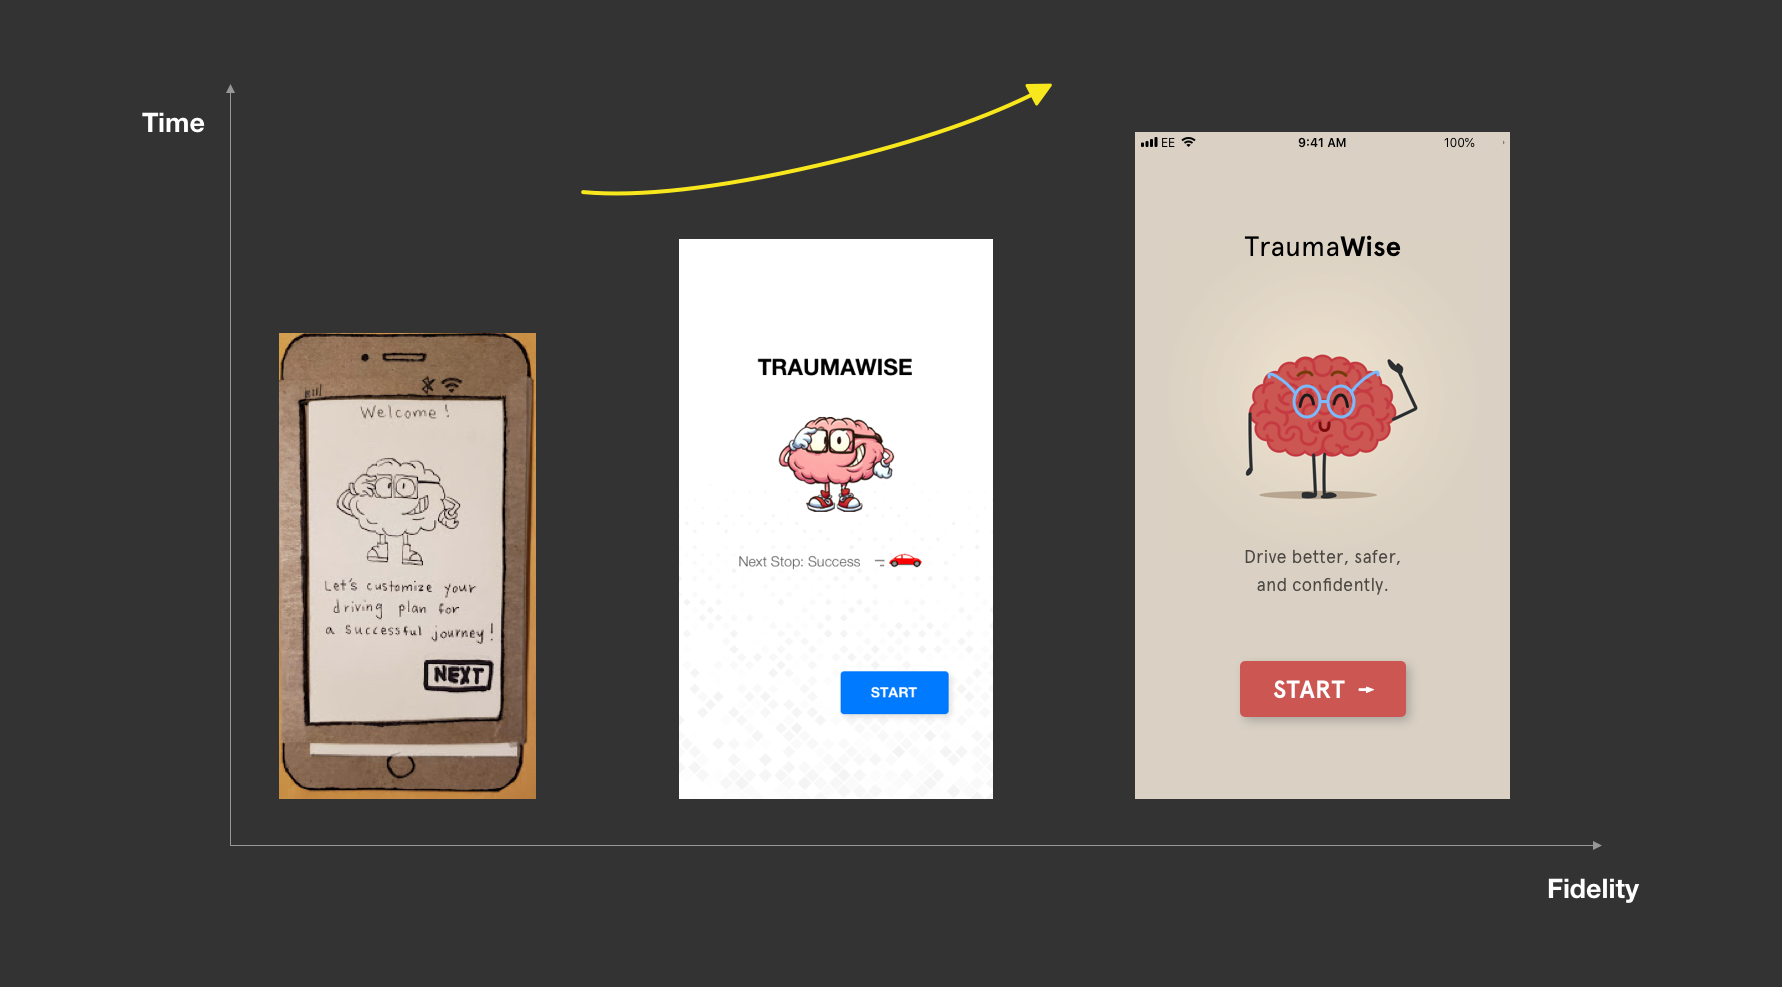 Time
Welcome!
Let's customize your
driving plan for
a successful journey!
NEXT
TRAUMAWISE
Next Stop: Success
START
EE
9:41 AM
100%
TraumaWise
Drive better, safer,
and confidently.
START
Fidelity